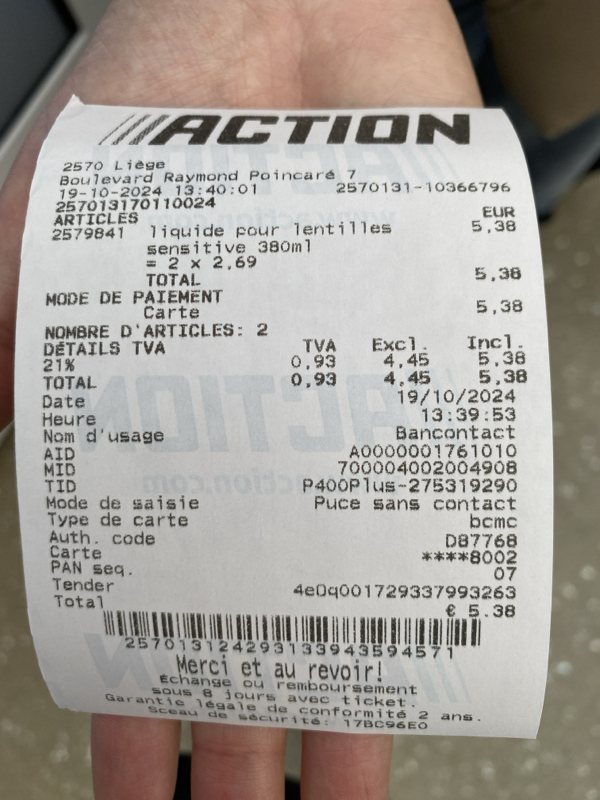 ACTION
2570 Liège
Boulevard Raymond Poincaré 7
19-10-2024 13:40:01 2570131-10366796
257013170110024
ARTICLES EUR
2579841 liquide pour lentilles 5,38
sensitive 380ml
= 2 x 2,69
TOTAL 5,38
MODE DE PAIEMENT
Carte 5,38
NOMBRE D'ARTICLES: 2
DÉTAILS TVA TVA Excl. Incl.
21% 0,93 4,45 5,38
TOTAL 0,93 4,45 5,38
Date 19/10/2024
Heure 13:39:53
Nom d'usage Bancontact
AID A0000001761010
MID 700004002004908
TID P400Plus-275319290
Mode de saisie Puce sans contact
Type de carte bcmc
Auth. code D87768
Carte ****8002
PAN seq. 07
Tender 4e0q001729337993263
Total € 5.38
2570131242931133943594571
Merci et au revoir!
Échange ou remboursement
sous 8 jours avec ticket.
Garantie légale de conformité 2 ans.
Sceau de sécurité: 17BC96E0